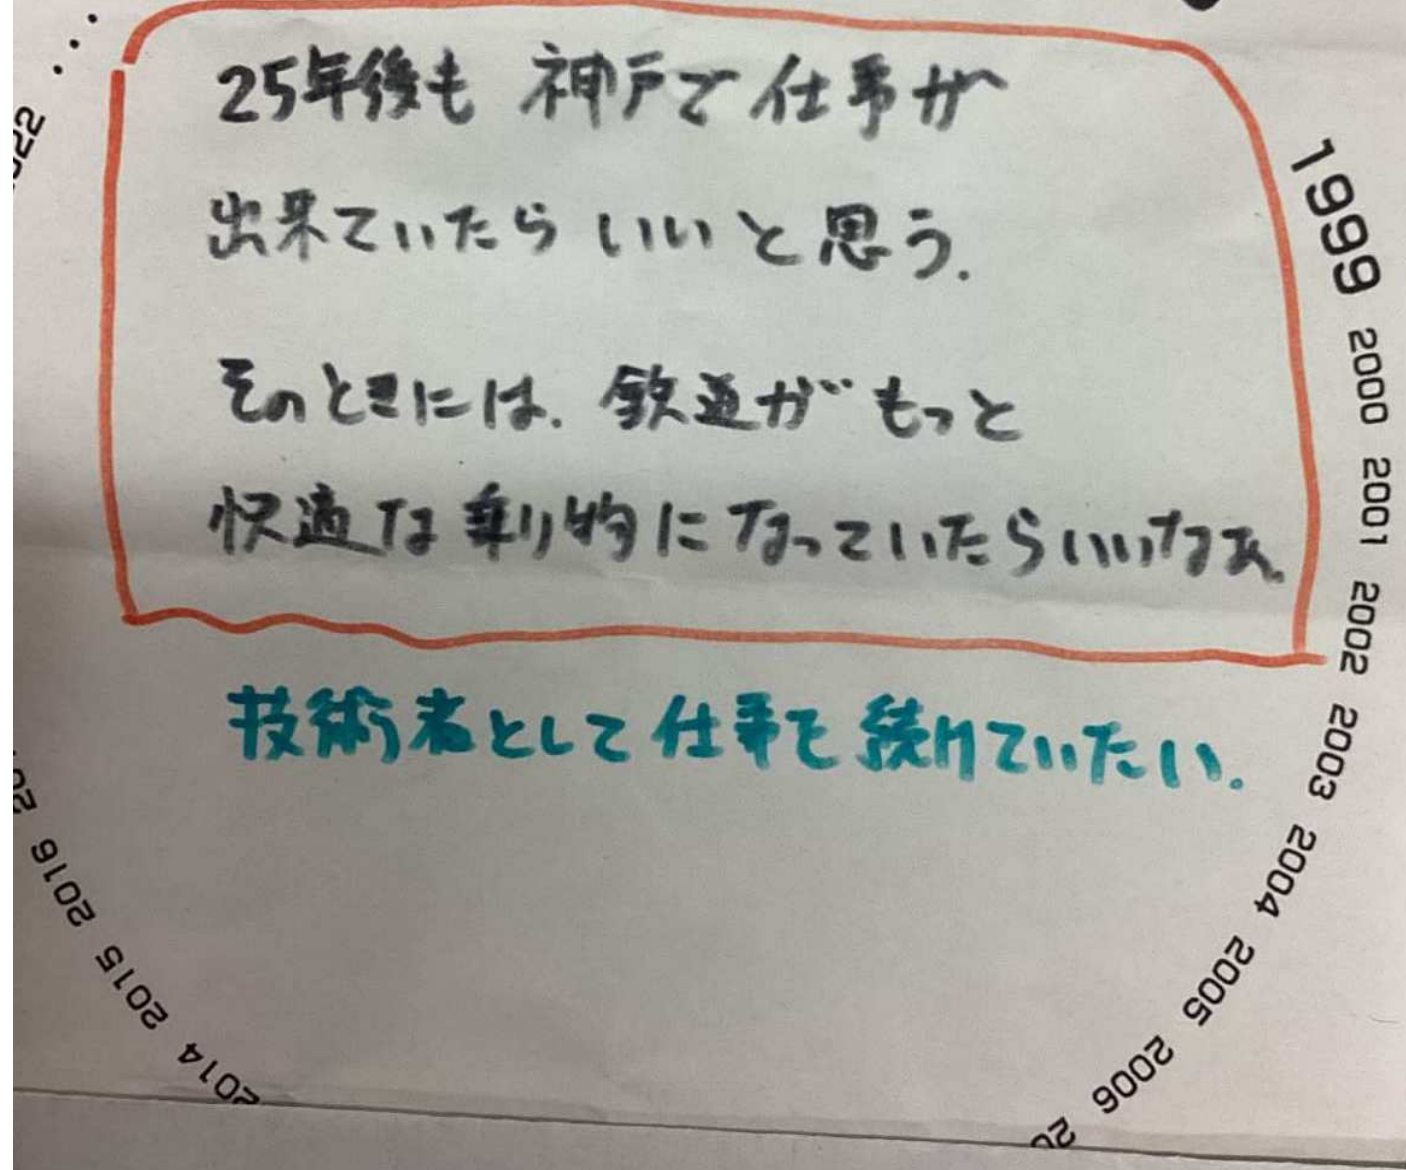 25年後も 神戸で 仕事が
出来ていたら いいと思う.
そのときには. 鉄道が もっと
快適な乗り物になっていたらいいなぁ.
技術者として仕事を続けていたい.
1999 2000 2001 2002 2003 2004 2005 2006
2014 2015 2016